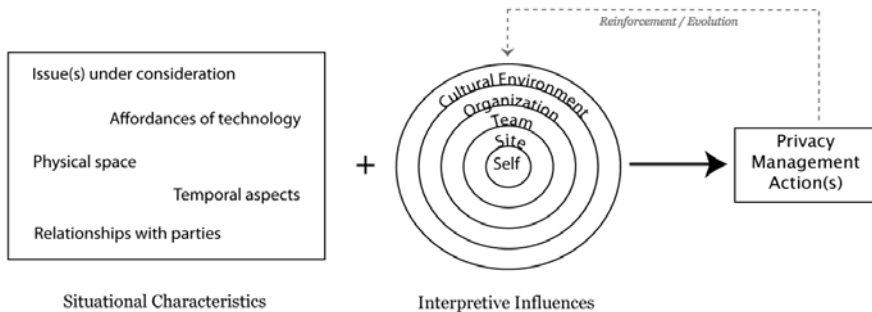 Reinforcement / Evolution
Issue(s) under consideration
Affordances of technology
Physical space
Temporal aspects
Relationships with parties
+
Cultural Environment
Organization
Team
Site
Self
Privacy
Management
Action(s)
Situational Characteristics
Interpretive Influences